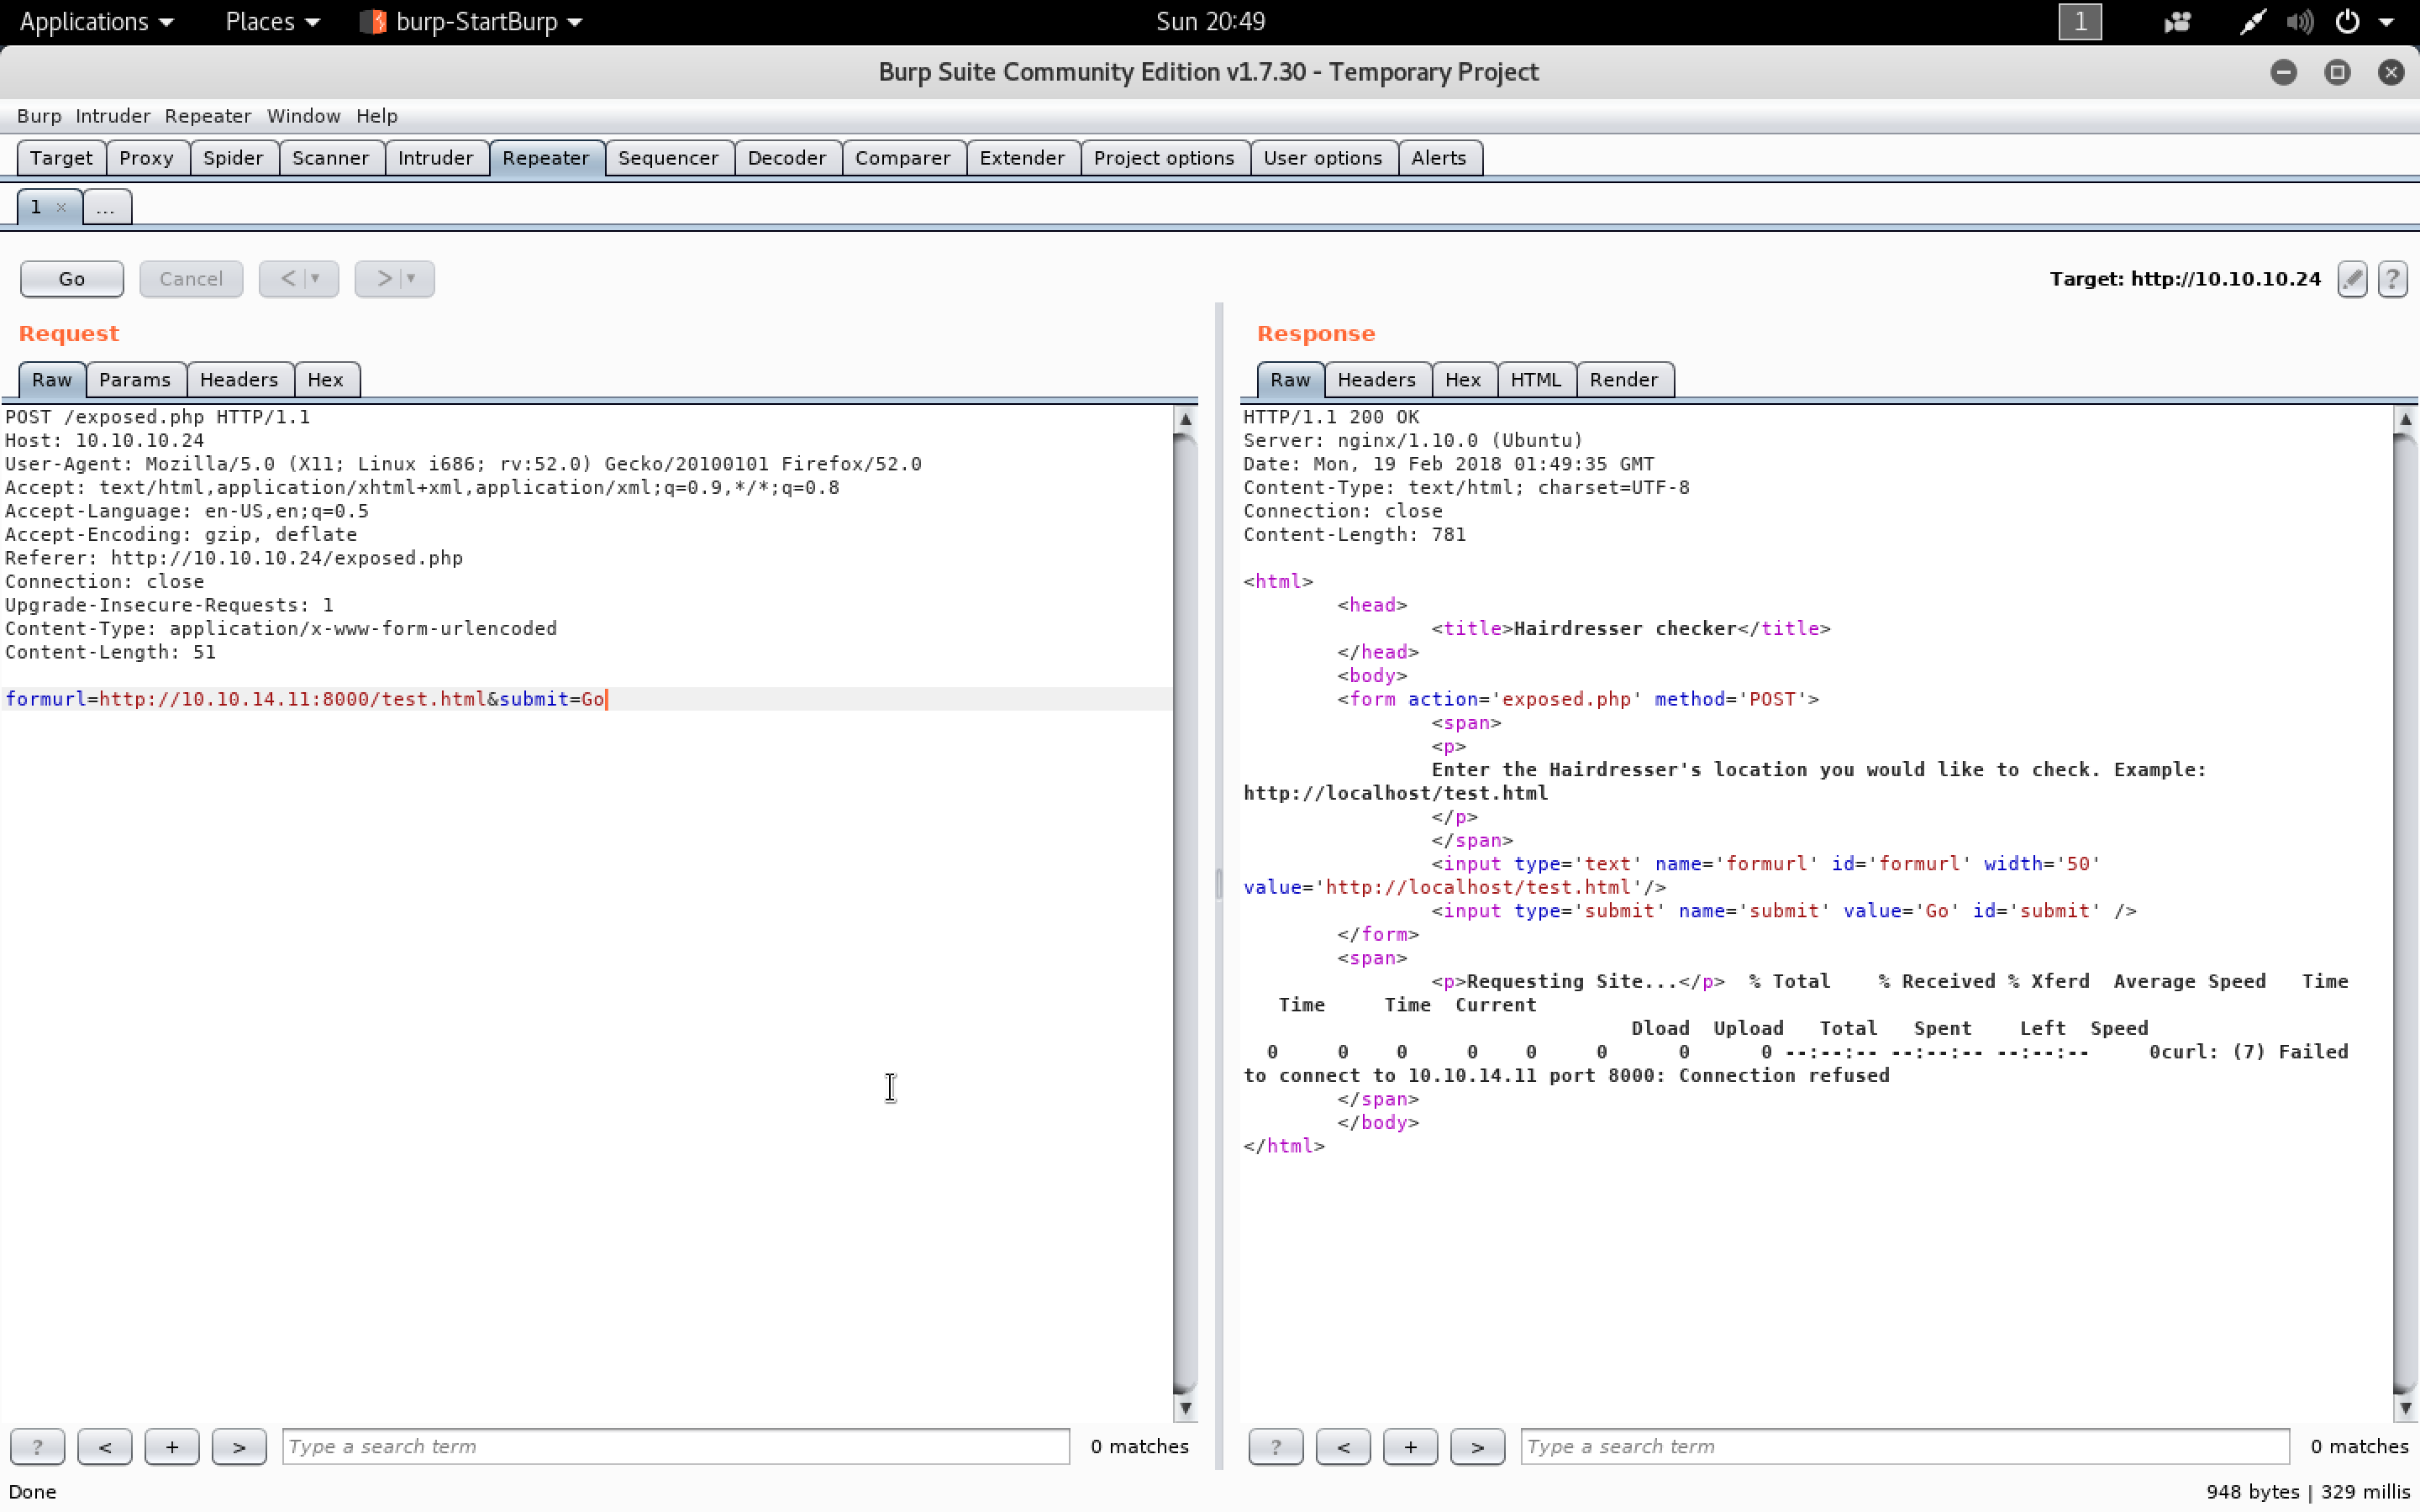 Applications Places burp-StartBurp Sun 20:49 1
Burp Suite Community Edition v1.7.30 - Temporary Project
Burp Intruder Repeater Window Help
Target Proxy Spider Scanner Intruder Repeater Sequencer Decoder Comparer Extender Project options User options Alerts
1 × ...
Go Cancel < > Target: http://10.10.10.24 ?
Request
Raw Params Headers Hex
POST /exposed.php HTTP/1.1
Host: 10.10.10.24
User-Agent: Mozilla/5.0 (X11; Linux i686; rv:52.0) Gecko/20100101 Firefox/52.0
Accept: text/html,application/xhtml+xml,application/xml;q=0.9,*/*;q=0.8
Accept-Language: en-US,en;q=0.5
Accept-Encoding: gzip, deflate
Referer: http://10.10.10.24/exposed.php
Connection: close
Upgrade-Insecure-Requests: 1
Content-Type: application/x-www-form-urlencoded
Content-Length: 51
formurl=http://10.10.14.11:8000/test.html&submit=Go
? < + > Type a search term 0 matches
Response
Raw Headers Hex HTML Render
HTTP/1.1 200 OK
Server: nginx/1.10.0 (Ubuntu)
Date: Mon, 19 Feb 2018 01:49:35 GMT
Content-Type: text/html; charset=UTF-8
Connection: close
Content-Length: 781
<html>
<head>
<title>Hairdresser checker</title>
</head>
<body>
<form action='exposed.php' method='POST'>
<span>
<p>
Enter the Hairdresser's location you would like to check. Example:
http://localhost/test.html
</p>
</span>
<input type='text' name='formurl' id='formurl' width='50'
value='http://localhost/test.html'/>
<input type='submit' name='submit' value='Go' id='submit' />
</form>
<span>
<p>Requesting Site...</p> % Total % Received % Xferd Average Speed Time
Time Time Current
Dload Upload Total Spent Left Speed
0 0 0 0 0 0 0 0 --:--:-- --:--:-- --:--:-- 0curl: (7) Failed
to connect to 10.10.14.11 port 8000: Connection refused
</span>
</body>
</html>
? < + > Type a search term 0 matches
Done 948 bytes | 329 millis